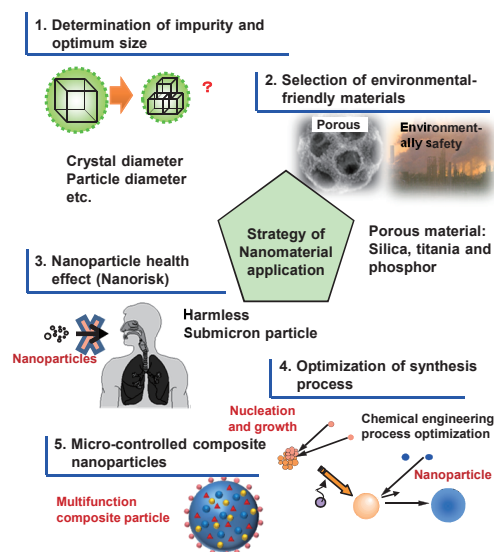 1. Determination of impurity and
optimum size
?
Crystal diameter
Particle diameter
etc.
2. Selection of environmental-
friendly materials
Porous
Environment-
ally safety
Porous material:
Silica, titania and
phosphor
Strategy of
Nanomaterial
application
3. Nanoparticle health
effect (Nanorisk)
Harmless
Submicron particle
Nanoparticles
4. Optimization of synthesis
process
Nucleation
and growth
Chemical engineering
process optimization
Nanoparticle
5. Micro-controlled composite
nanoparticles
Multifunction
composite particle